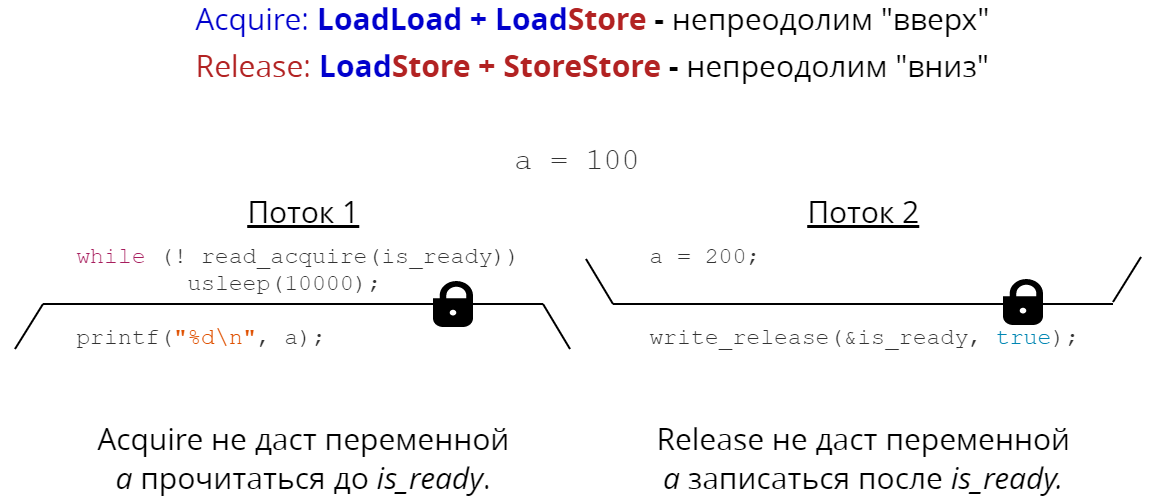 Acquire: LoadLoad + LoadStore - непреодолим "вверх"
Release: LoadStore + StoreStore - непреодолим "вниз"
a = 100
Поток 1
while (! read_acquire(is_ready))
usleep(10000);
printf("%d\n", a);
Acquire не даст переменной
a прочитаться до is_ready.
Поток 2
a = 200;
write_release(&is_ready, true);
Release не даст переменной
a записаться после is_ready.